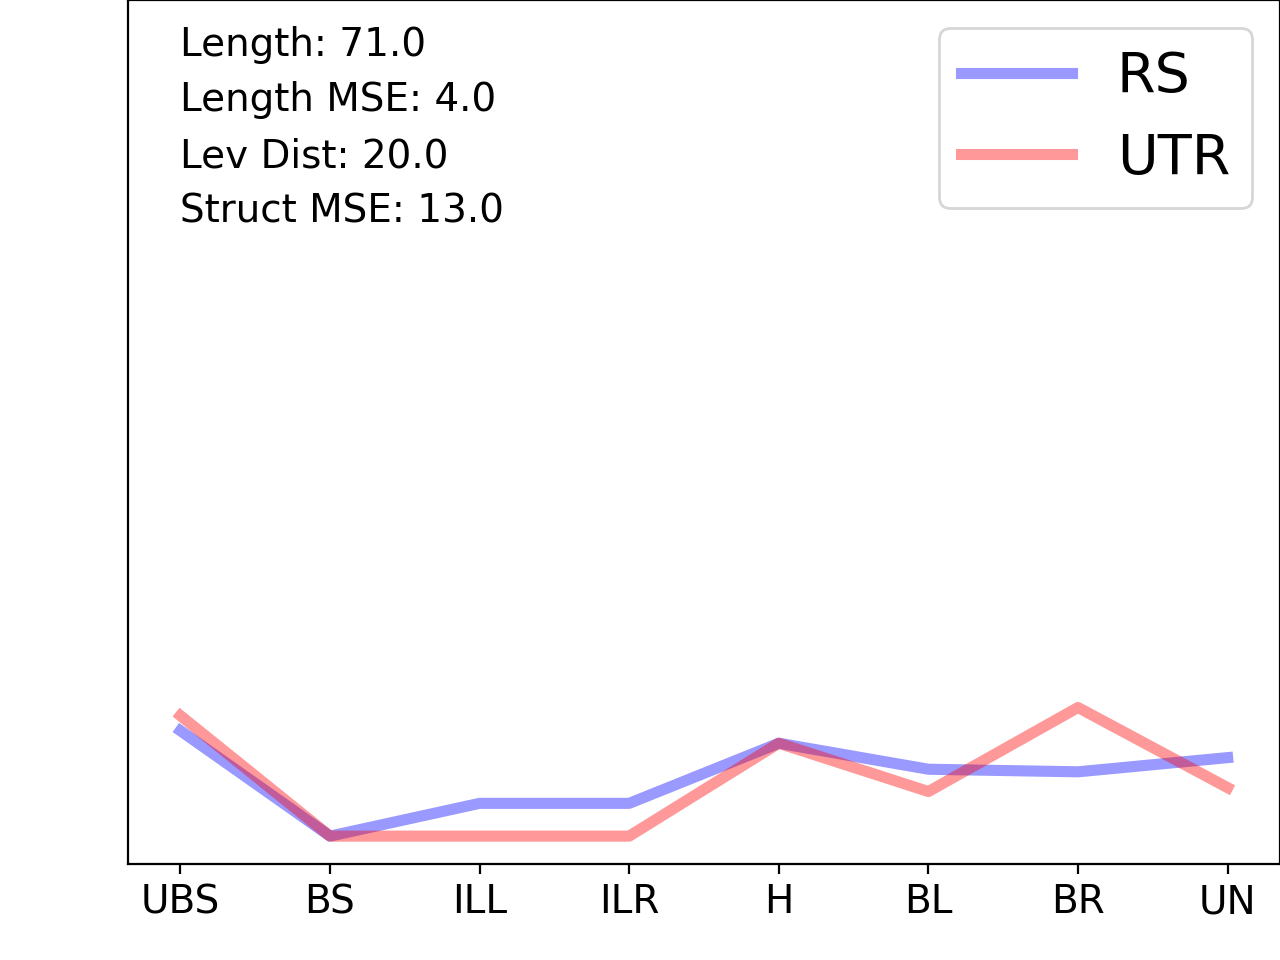 Length: 71.0
Length MSE: 4.0
Lev Dist: 20.0
Struct MSE: 13.0
RS
UTR
UBS BS ILL ILR H BL BR UN